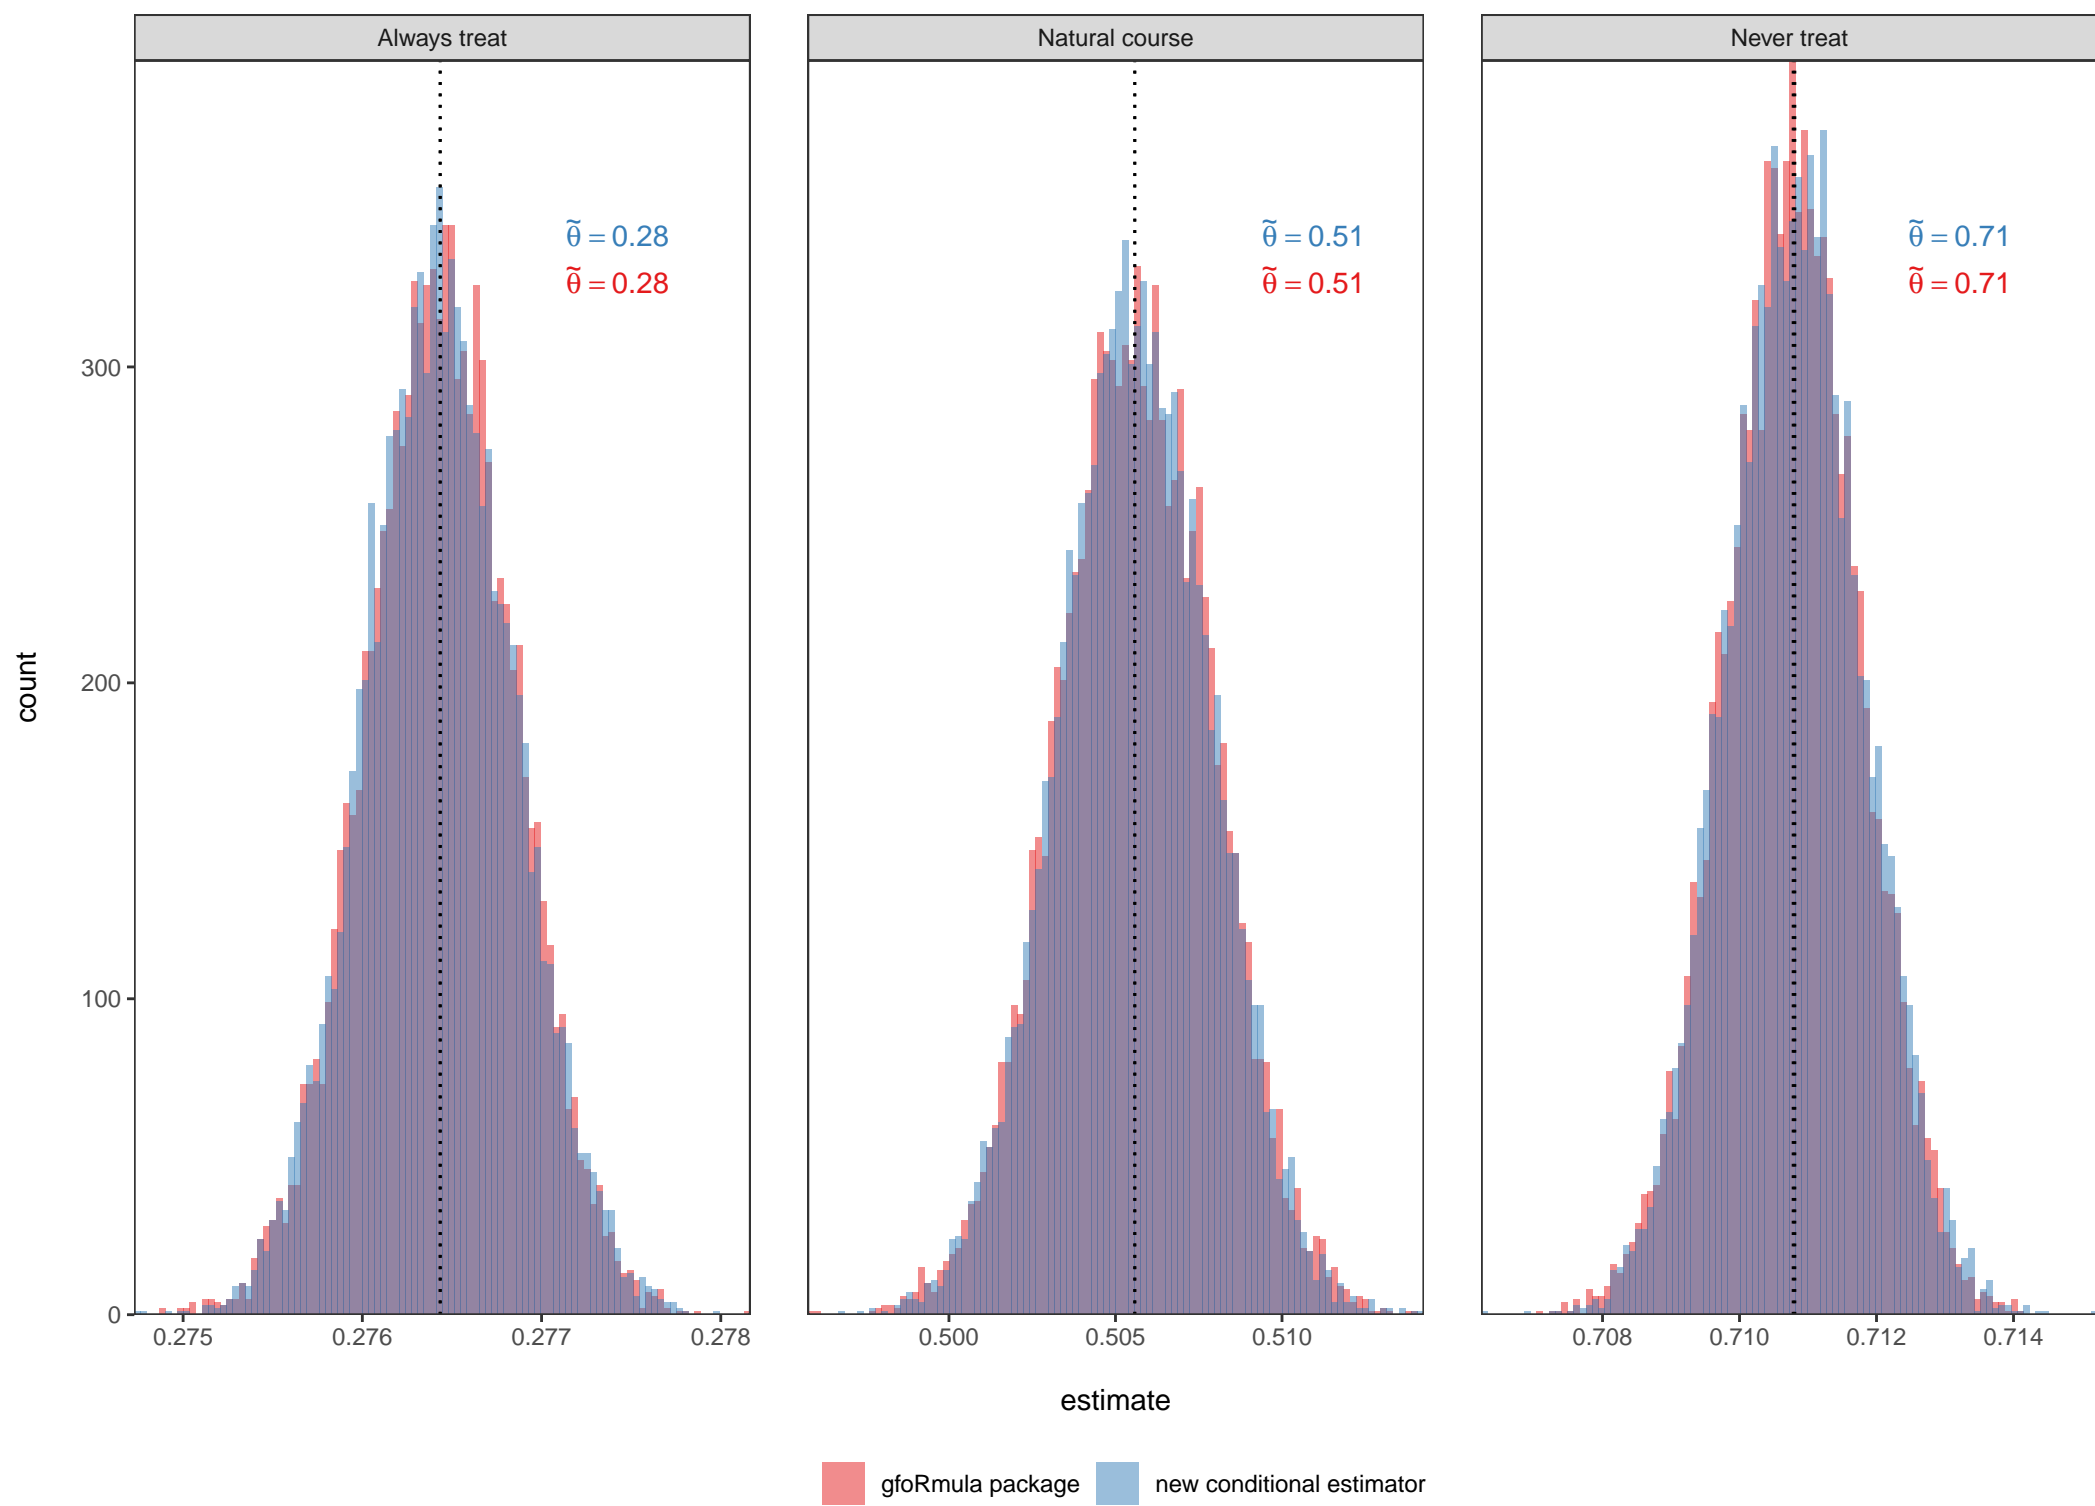 Always treat
Natural course
Never treat
θ̃ = 0.28
θ̃ = 0.28
θ̃ = 0.51
θ̃ = 0.51
θ̃ = 0.71
θ̃ = 0.71
count
300
200
100
0
0.275 0.276 0.277 0.278
0.500 0.505 0.510
0.708 0.710 0.712 0.714
estimate
gfoRmula package new conditional estimator